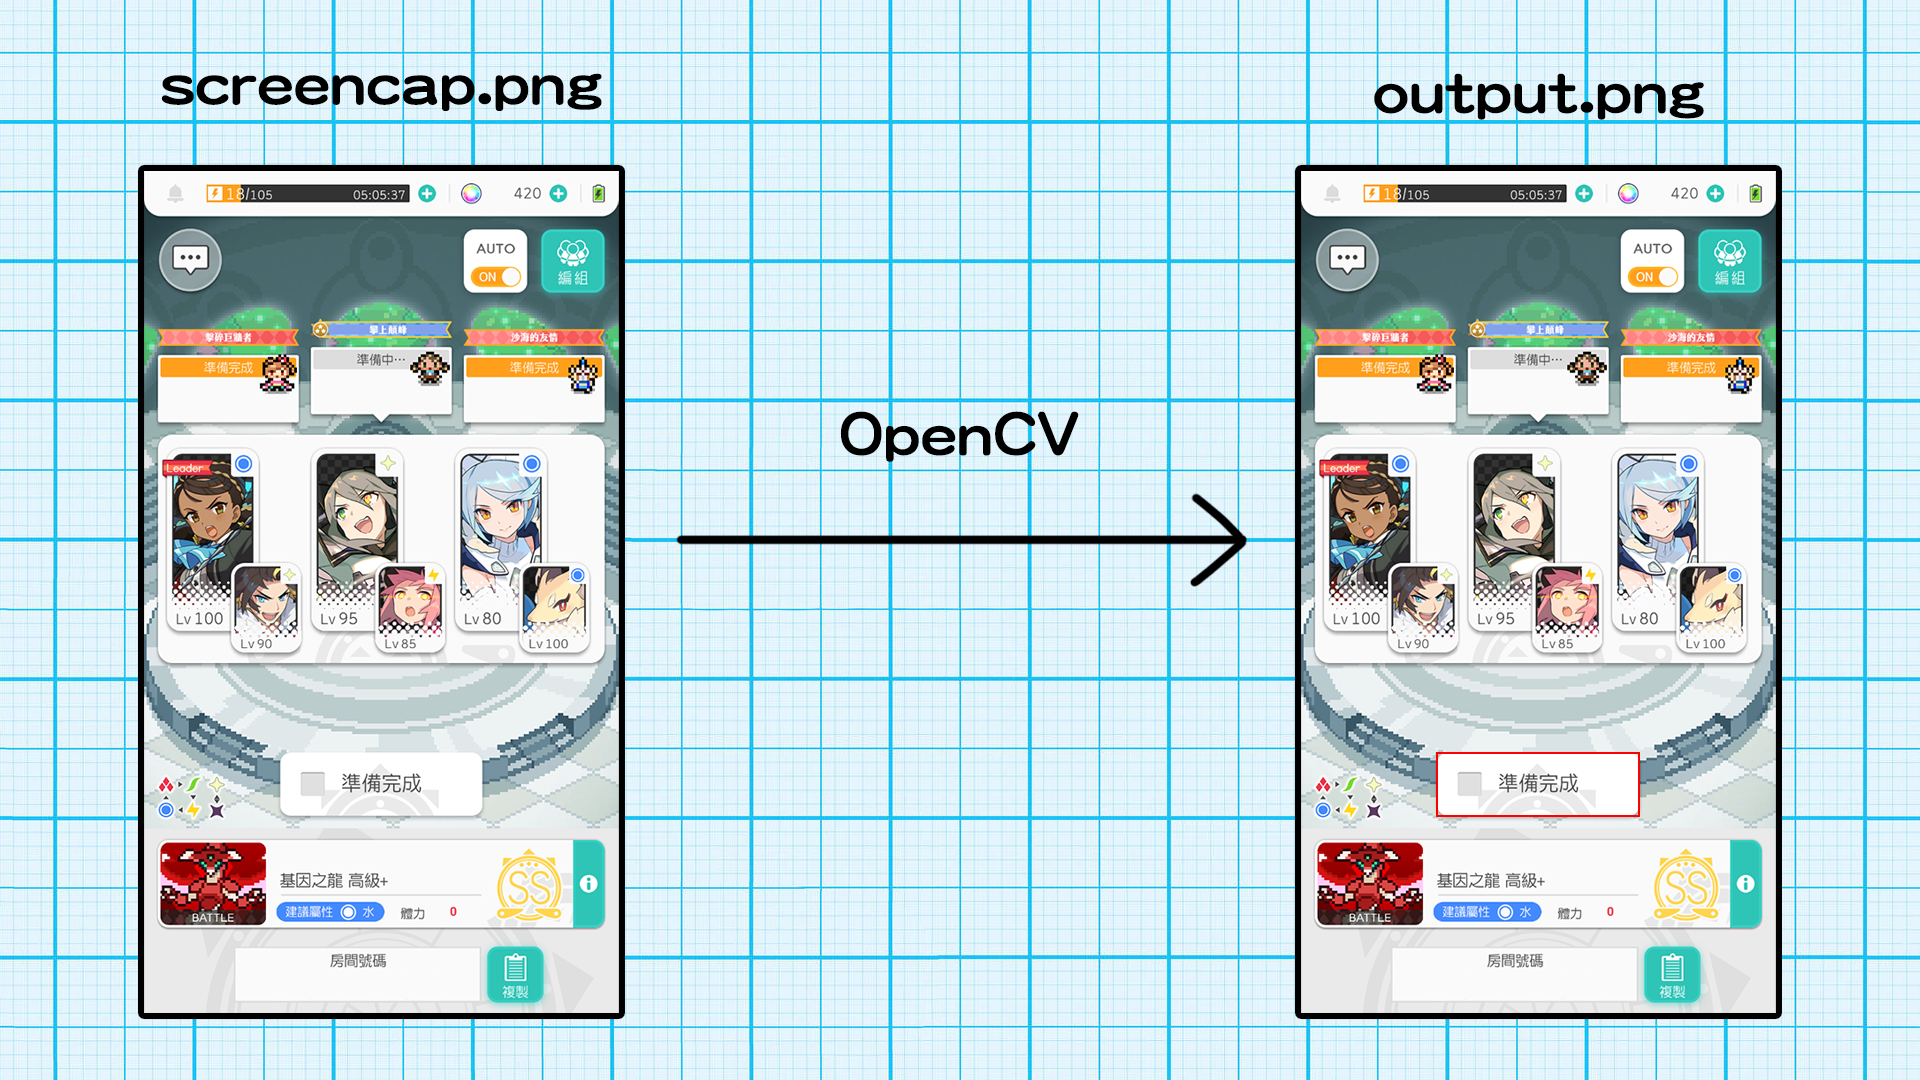 screencap.png
18/105
05:05:37
420
AUTO
ON
編組
擊碎巨牆者
攀上顛峰
沙海的友情
準備完成
準備中…
準備完成
Leader
Lv 100
Lv 90
Lv 95
Lv 85
Lv 80
Lv 100
準備完成
BATTLE
基因之龍 高級+
建議屬性 水
體力 0
SS
房間號碼
複製
OpenCV
output.png
18/105
05:05:37
420
AUTO
ON
編組
擊碎巨牆者
攀上顛峰
沙海的友情
準備完成
準備中…
準備完成
Leader
Lv 100
Lv 90
Lv 95
Lv 85
Lv 80
Lv 100
準備完成
BATTLE
基因之龍 高級+
建議屬性 水
體力 0
SS
房間號碼
複製